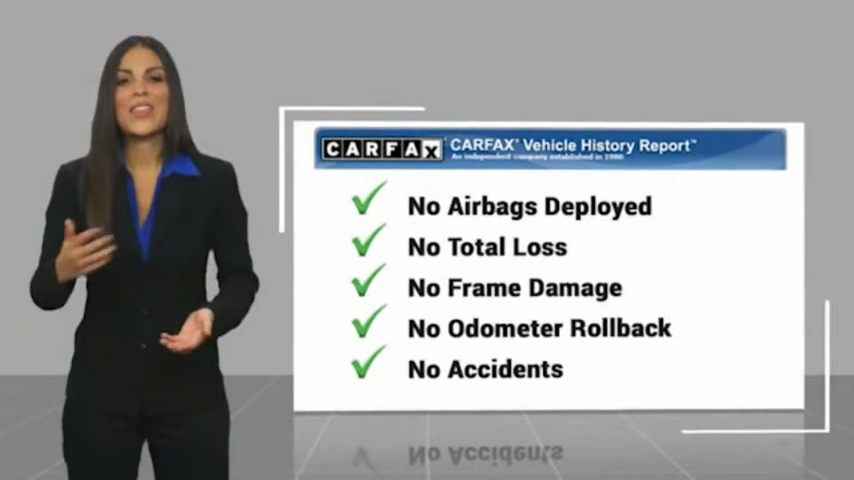 CARFAX CARFAX Vehicle History Report™
An independent company established in 1986
No Airbags Deployed
No Total Loss
No Frame Damage
No Odometer Rollback
No Accidents
No Accidents